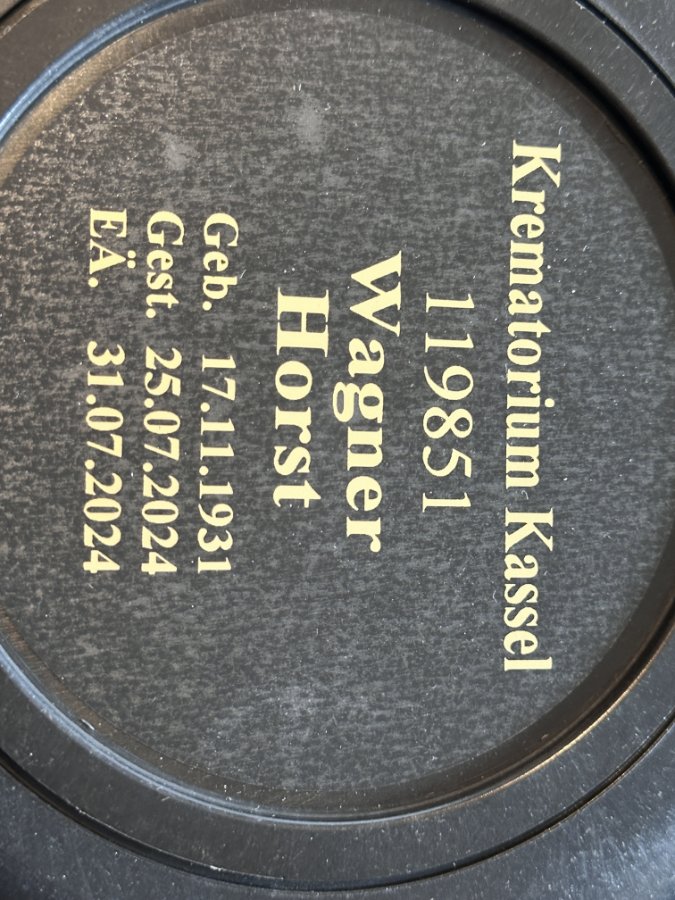 Krematorium Kassel
119851
Wagner
Horst
Geb. 17.11.1931
Gest. 25.07.2024
EÄ. 31.07.2024